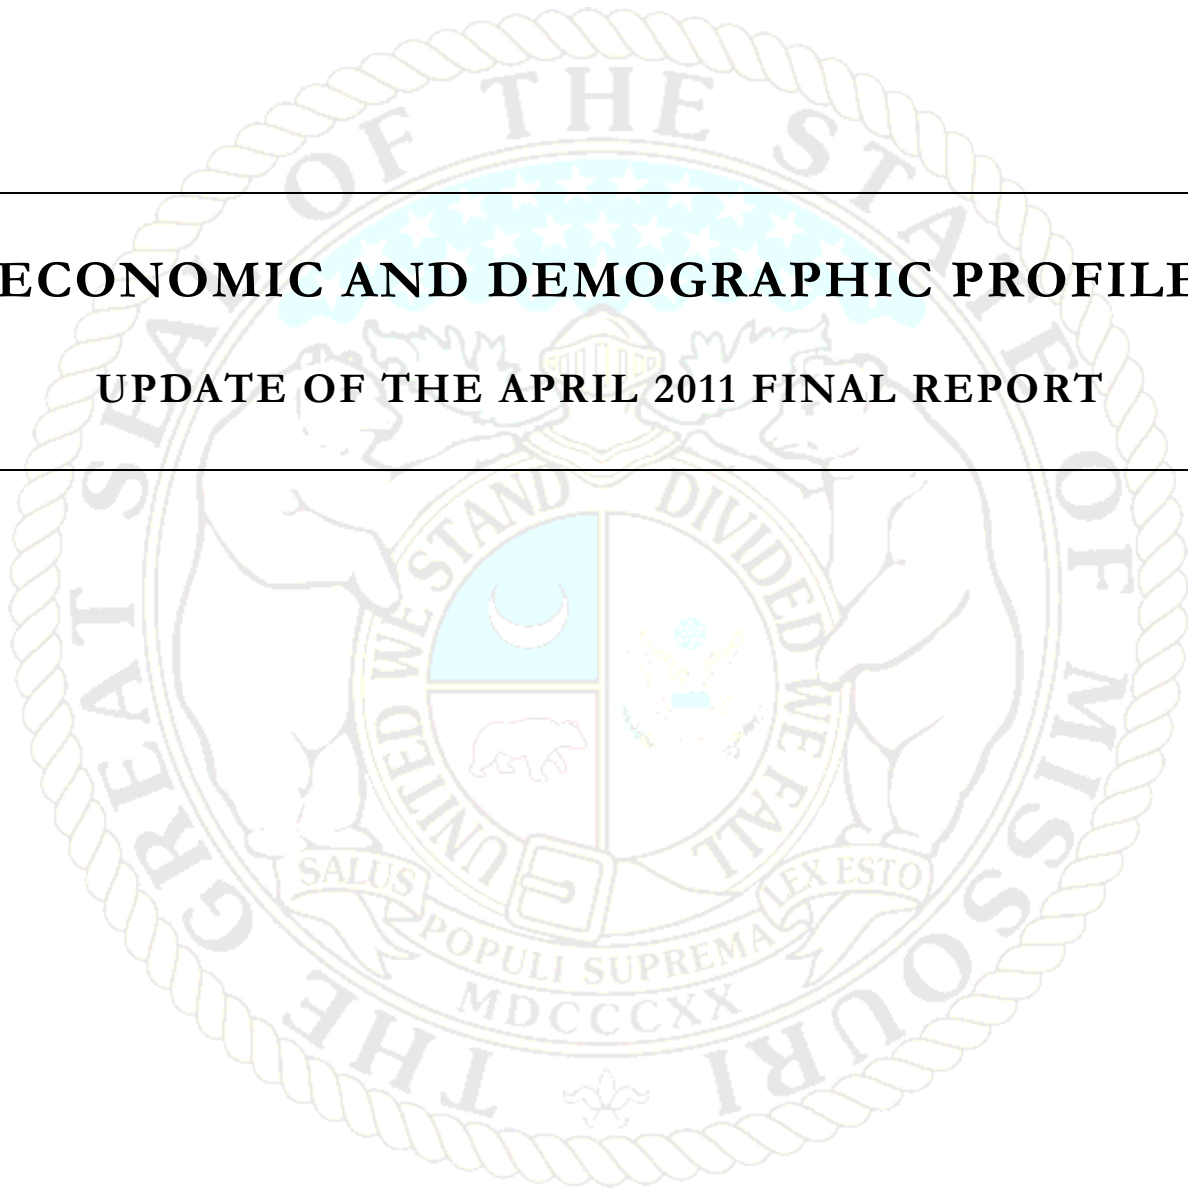 ECONOMIC AND DEMOGRAPHIC PROFILE
UPDATE OF THE APRIL 2011 FINAL REPORT
THE GREAT SEAL OF THE STATE OF MISSOURI
UNITED WE STAND DIVIDED WE FALL
SALUS POPULI SUPREMA LEX ESTO
MDCCCXX